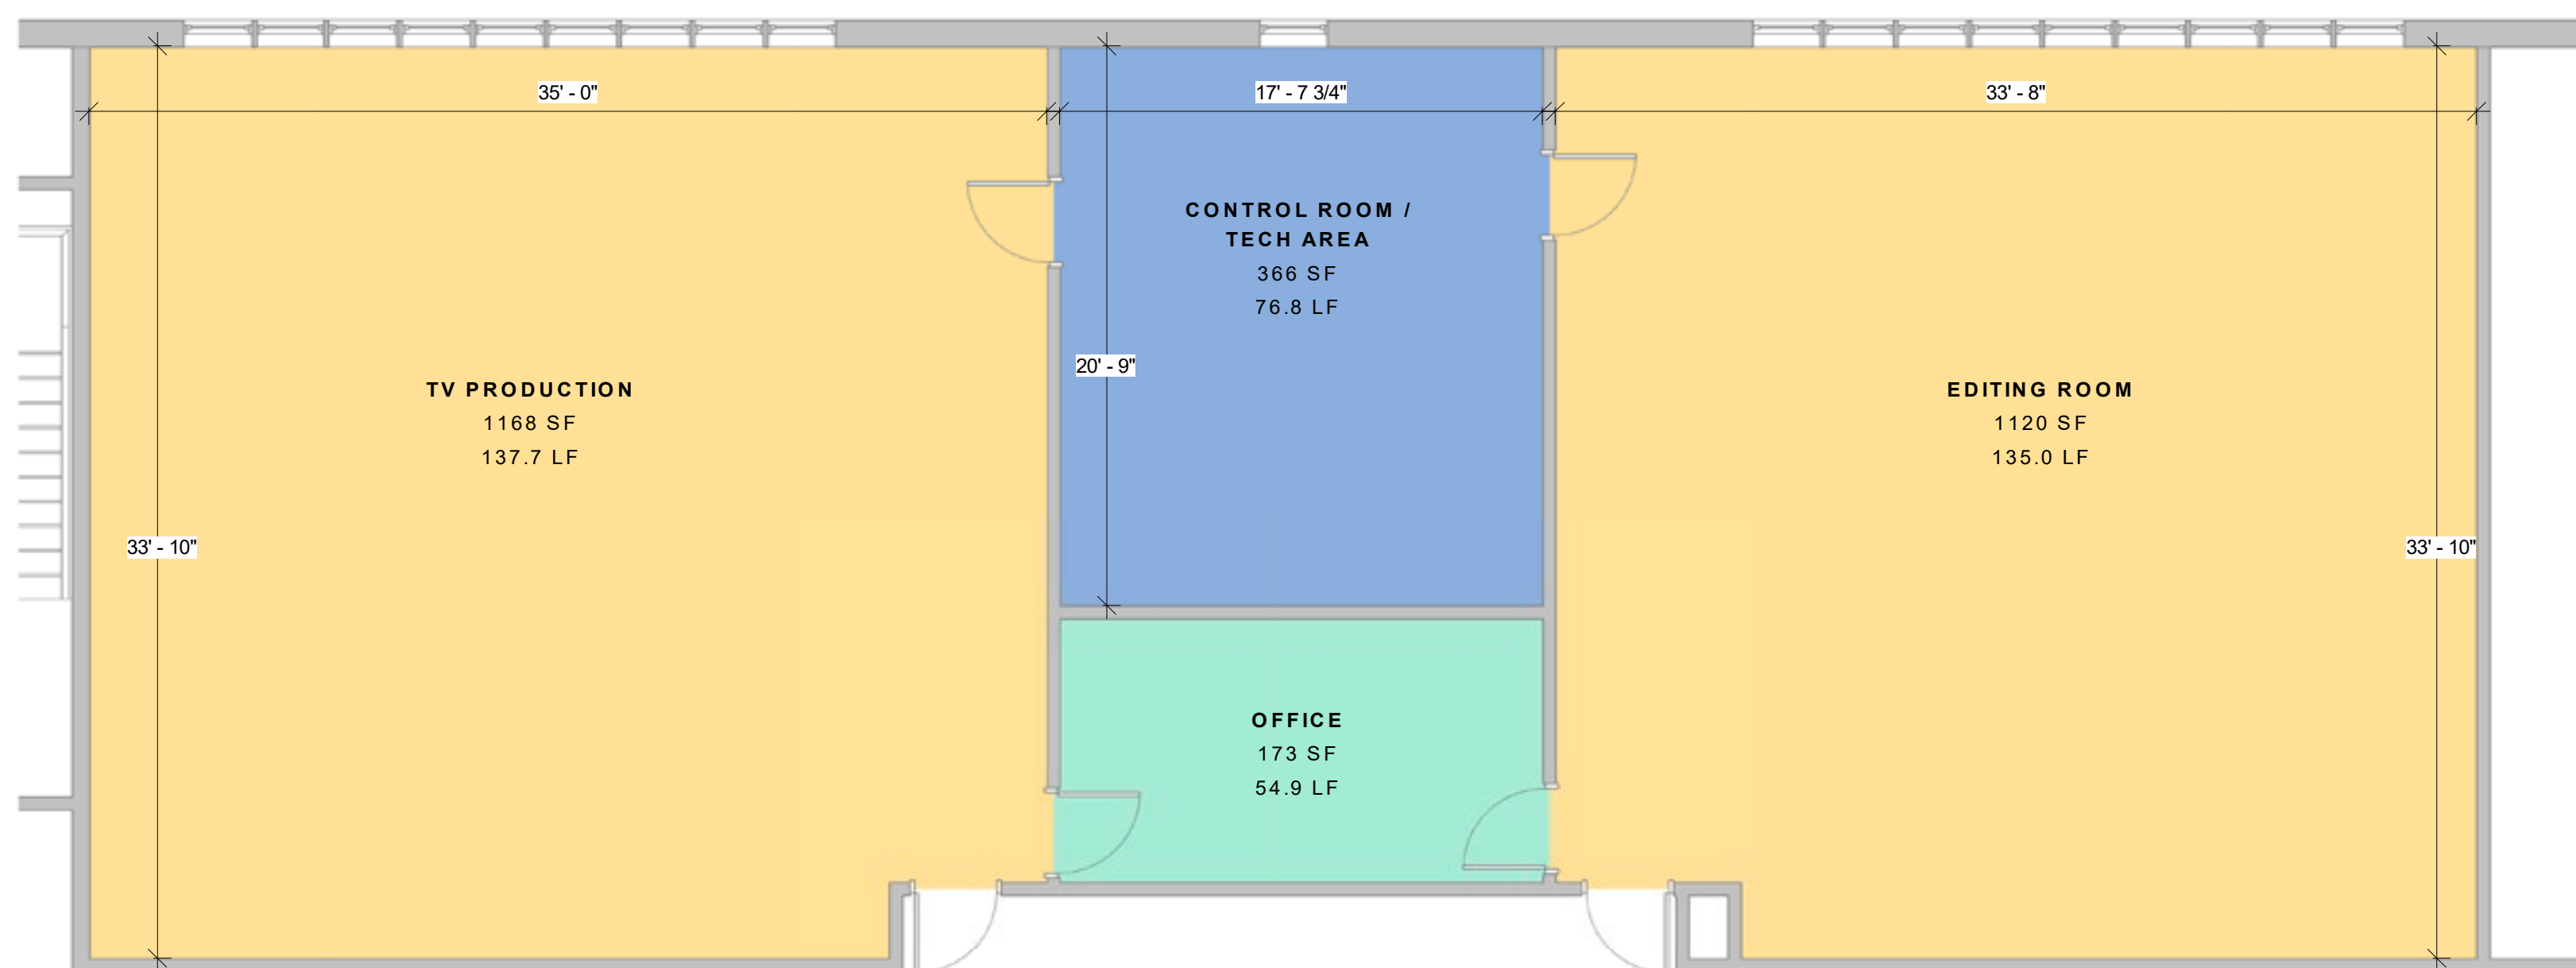 35' - 0"
17' - 7 3/4"
33' - 8"
CONTROL ROOM /
TECH AREA
366 SF
76.8 LF
20' - 9"
TV PRODUCTION
1168 SF
137.7 LF
EDITING ROOM
1120 SF
135.0 LF
33' - 10"
33' - 10"
OFFICE
173 SF
54.9 LF